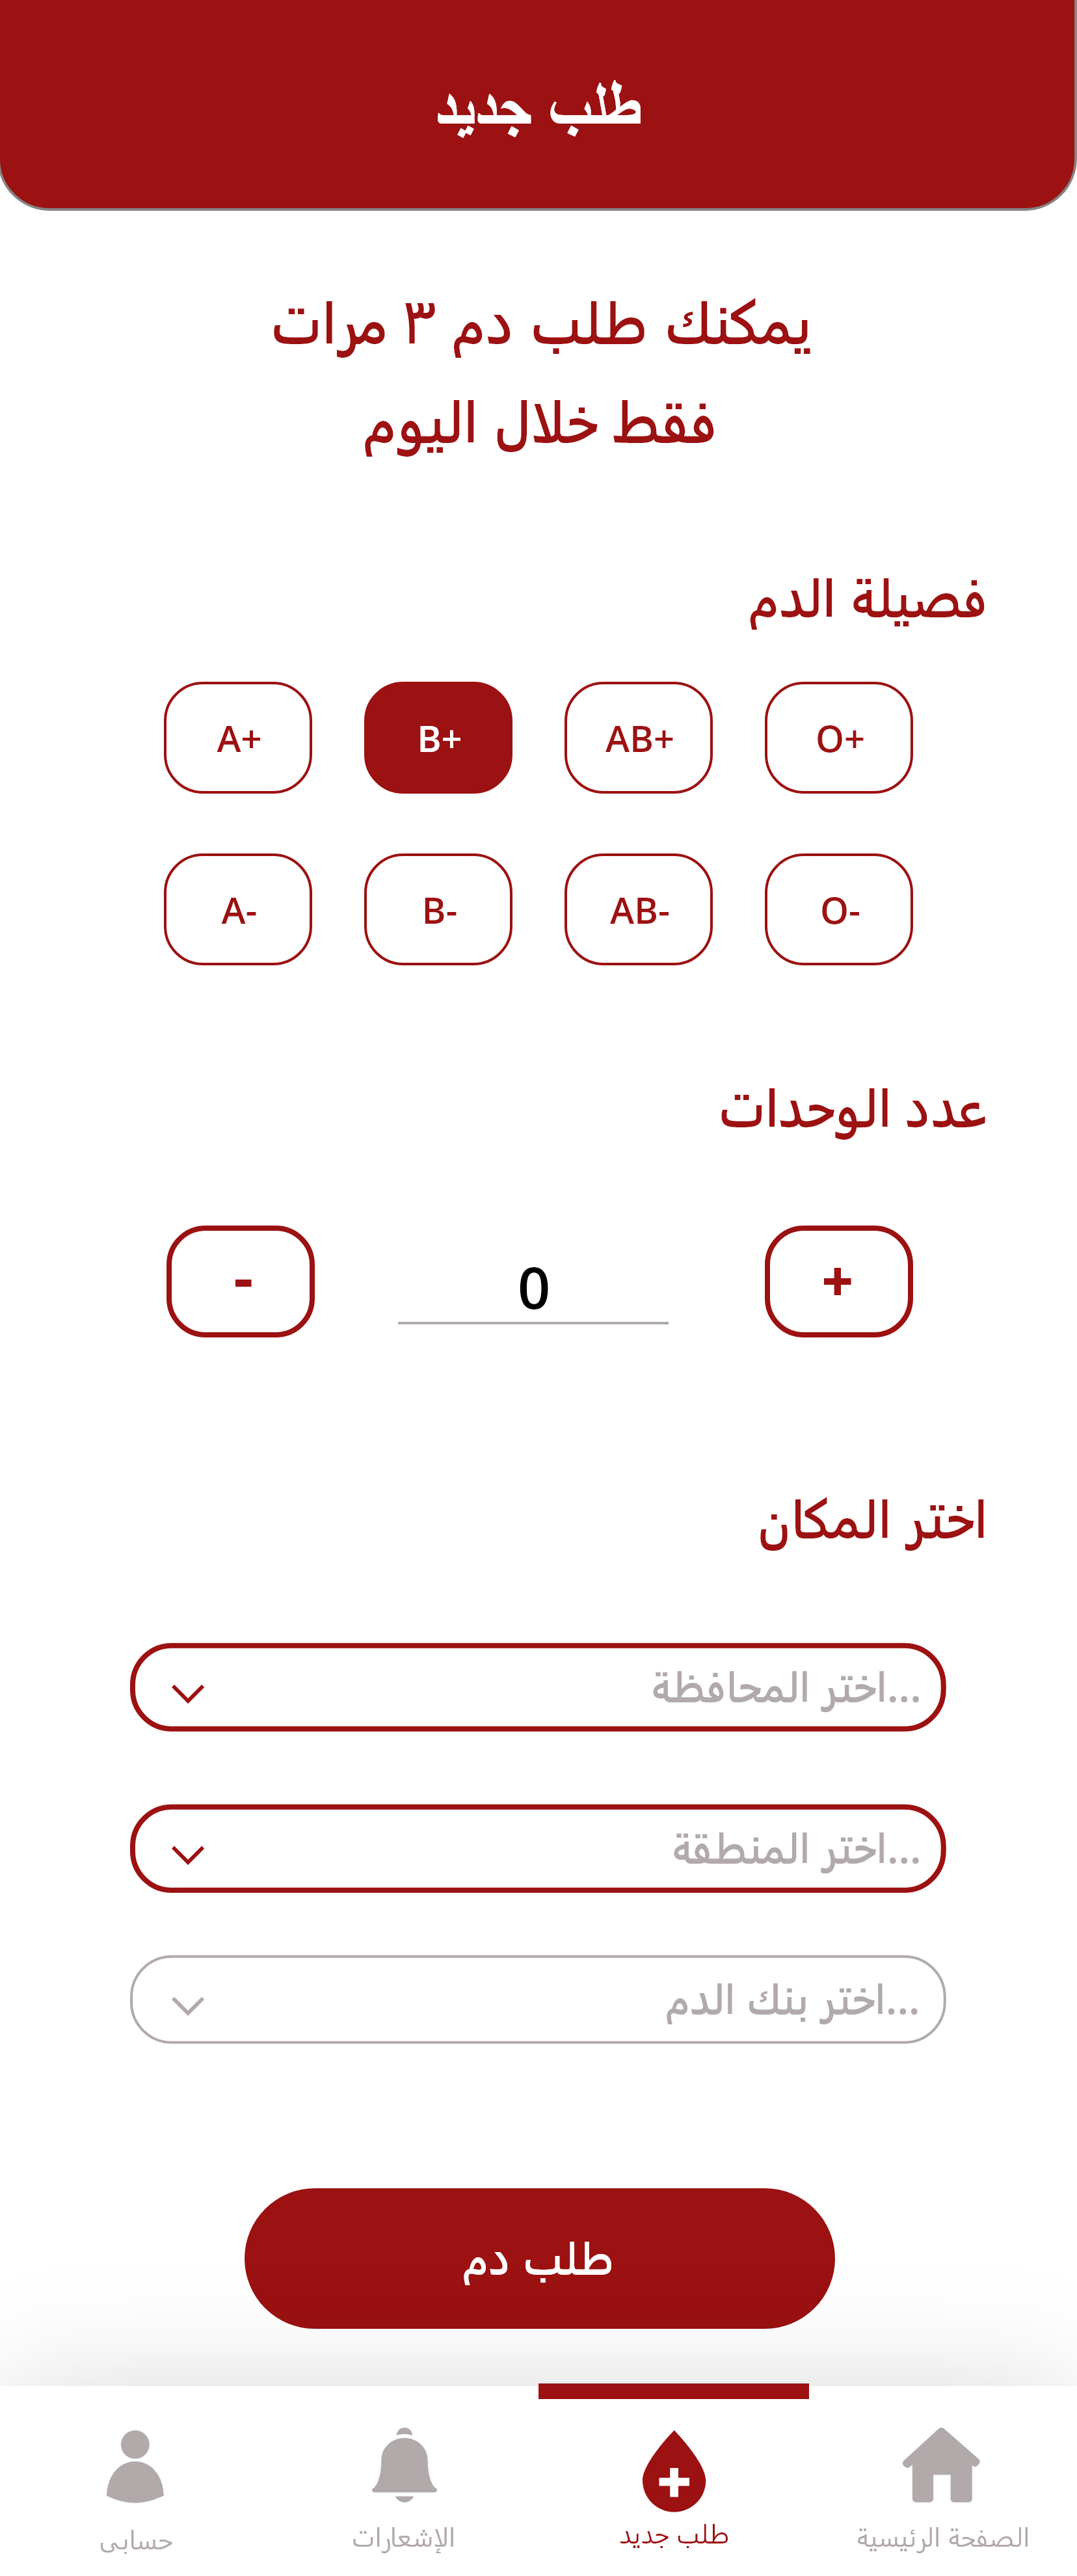 طلب جديد
يمكنك طلب دم ٣ مرات
فقط خلال اليوم
فصيلة الدم
A+ B+ AB+ O+
A- B- AB- O-
عدد الوحدات
- 0 +
اختر المكان
...اختر المحافظة
...اختر المنطقة
...اختر بنك الدم
طلب دم
الصفحة الرئيسية طلب جديد الإشعارات حسابى